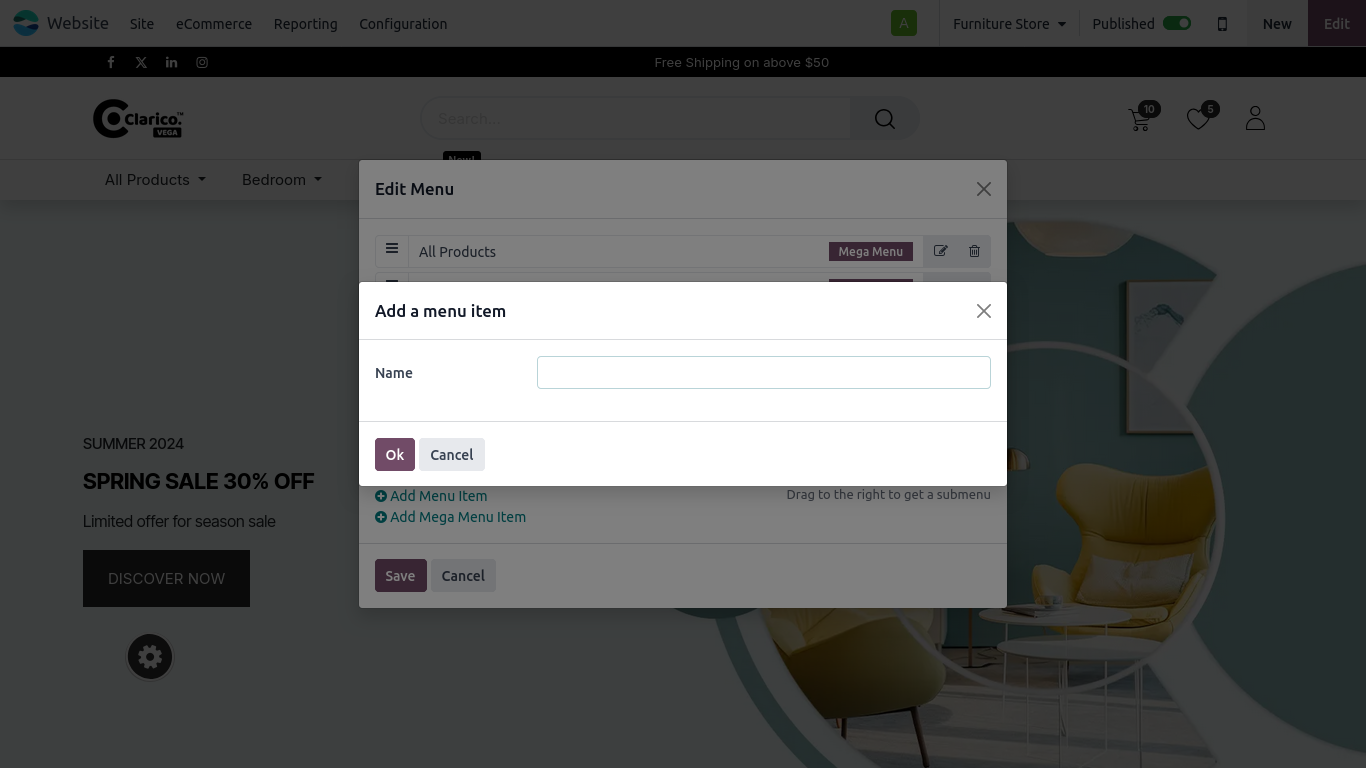 Website
Site
eCommerce
Reporting
Configuration
A
Furniture Store
Published
New
Edit
Free Shipping on above $50
Clarico.™
VEGA
Search...
10
5
New!
All Products
Bedroom
Edit Menu
All Products
Mega Menu
Add a menu item
Name
Ok
Cancel
Add Menu Item
Drag to the right to get a submenu
Add Mega Menu Item
Save
Cancel
SUMMER 2024
SPRING SALE 30% OFF
Limited offer for season sale
DISCOVER NOW